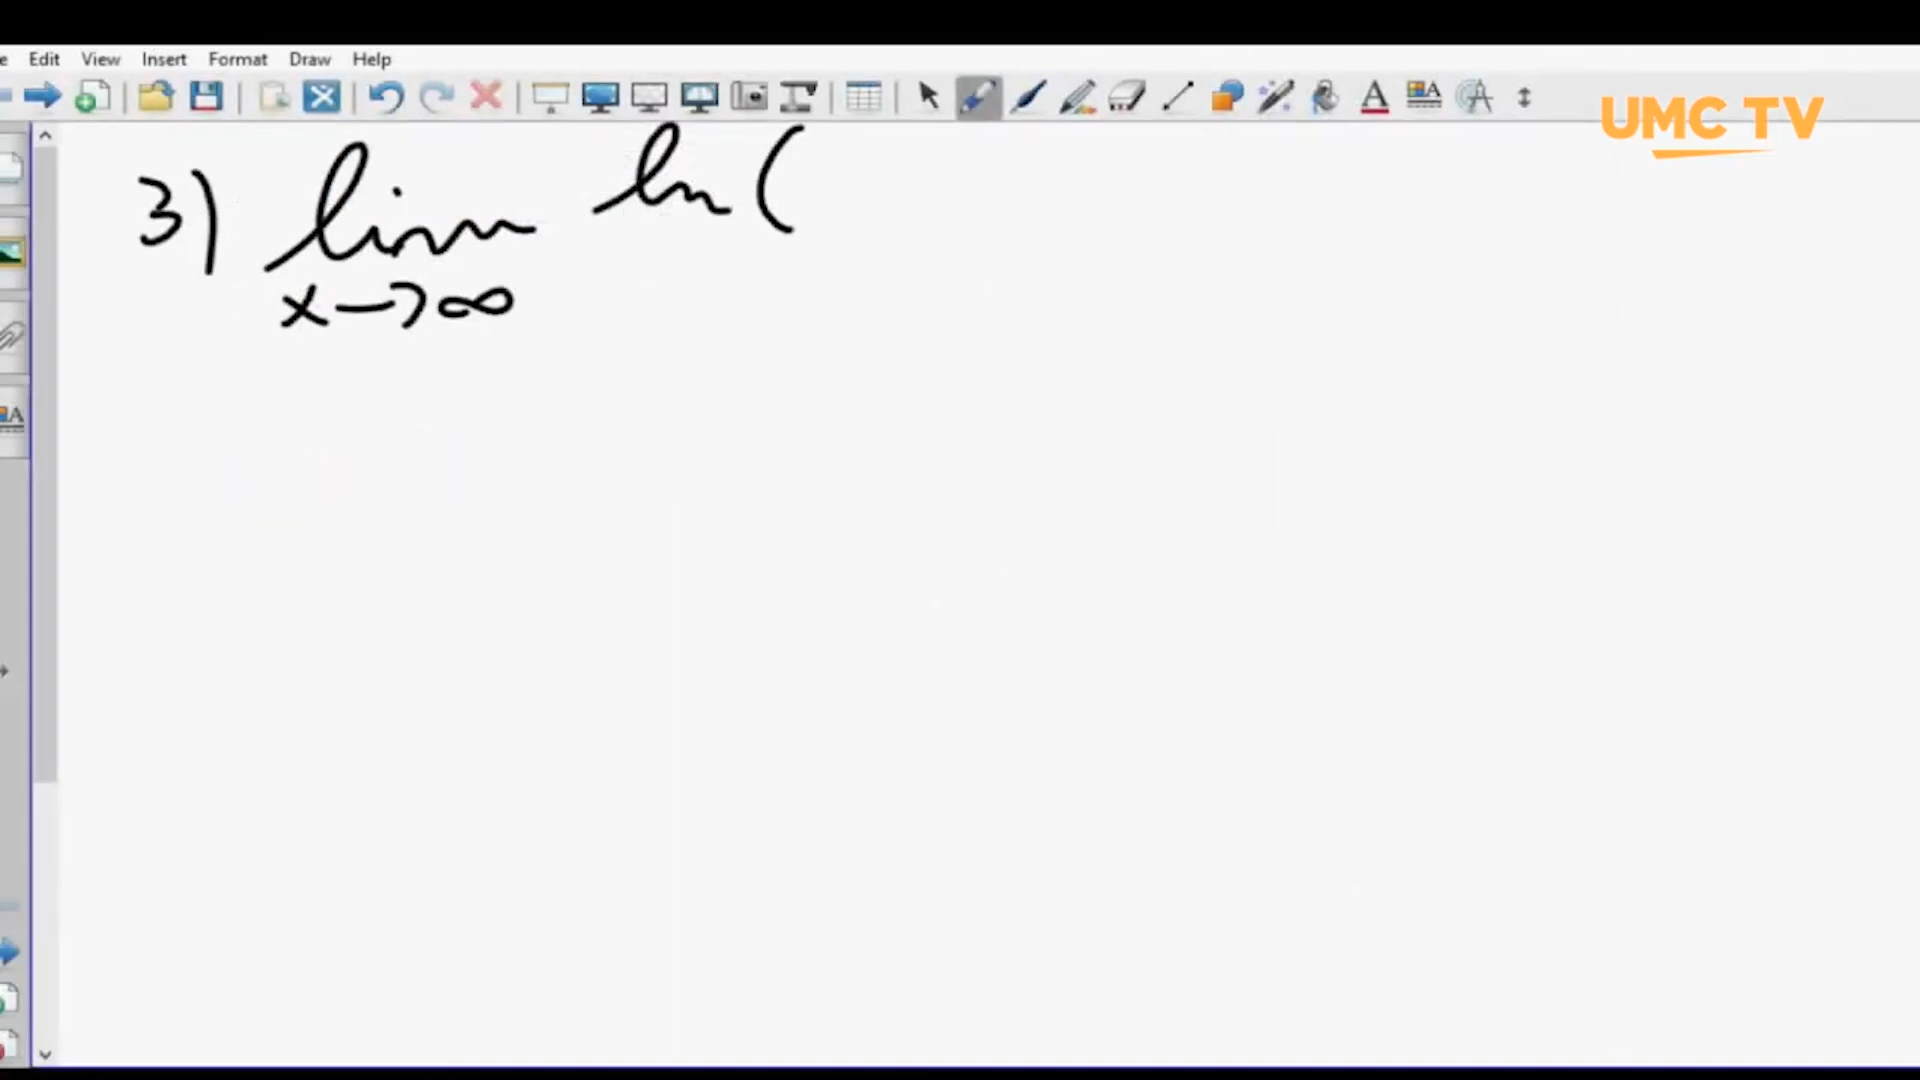 Edit View Insert Format Draw Help
UMC TV
3) lim ln (
x→∞